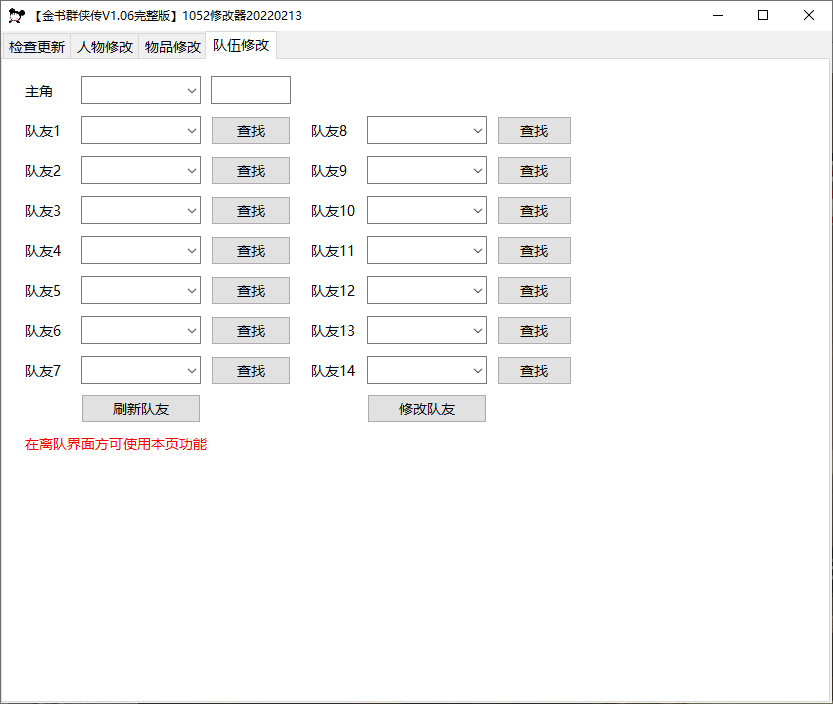 【金书群侠传V1.06完整版】1052修改器20220213
检查更新 人物修改 物品修改 队伍修改
主角
队友1 查找 队友8 查找
队友2 查找 队友9 查找
队友3 查找 队友10 查找
队友4 查找 队友11 查找
队友5 查找 队友12 查找
队友6 查找 队友13 查找
队友7 查找 队友14 查找
刷新队友 修改队友
在离队界面方可使用本页功能